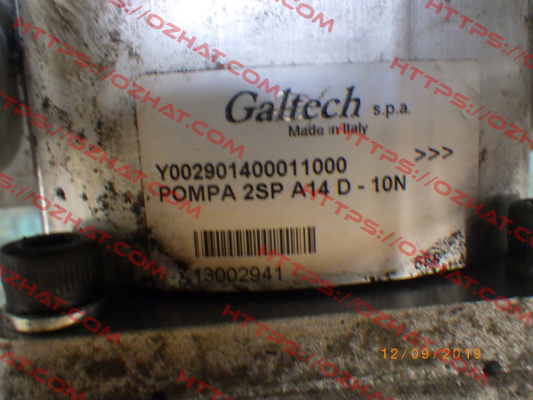 Galtech s.p.a.
Made in Italy
>>>
Y002901400011000
POMPA 2SP A14 D - 10N
13002941
12/09/2019
HTTPS://OZHAT.COM